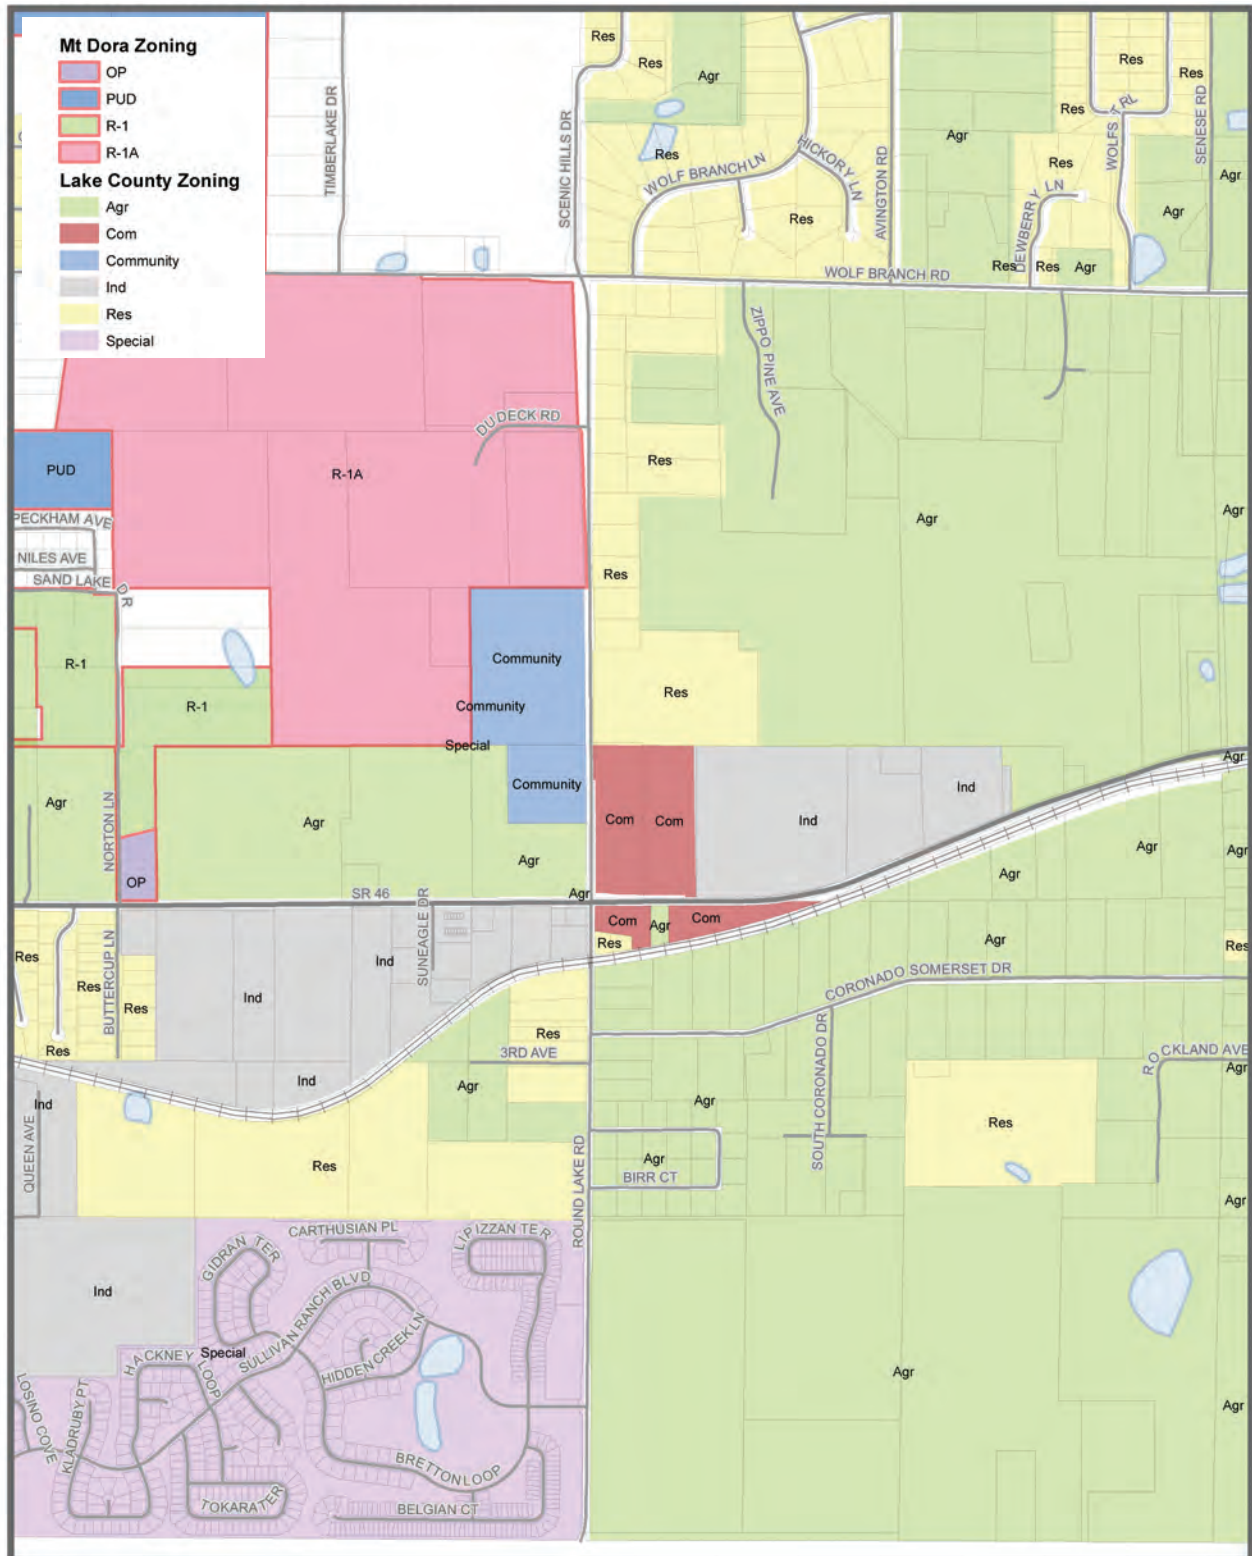 Mt Dora Zoning
OP
PUD
R-1
R-1A
Lake County Zoning
Agr
Com
Community
Ind
Res
Special
TIMBERLAKE DR
SCENIC HILLS DR
Res
Res
Agr
Res
WOLF BRANCH LN
HICKORY LN
Res
AVINGTON RD
Agr
Res
Res
Res
SENESE RD
WOLFS TRL
Res
DEWBERRY LN
Agr
Agr
Res
Res
Agr
WOLF BRANCH RD
ZIPPO PINE AVE
DUDECK RD
PUD
R-1A
Res
Agr
Agr
PECKHAM AVE
NILES AVE
SAND LAKE DR
Res
R-1
R-1
Community
Community
Special
Community
Res
Agr
Agr
NORTON LN
Agr
OP
Agr
Agr
Com
Com
Ind
Ind
Agr
Agr
Agr
SR 46
SUNEAGLE DR
Com
Agr
Com
Res
Agr
Res
Res
Res
BUTTERCUP LN
Res
Res
Ind
Ind
CORONADO SOMERSET DR
Res
3RD AVE
SOUTH CORONADO DR
ROCKLAND AVE
Agr
Ind
Ind
Agr
Agr
Res
QUEEN AVE
Res
Agr
BIRR CT
Agr
ROUND LAKE RD
CARTHUSIAN PL
LIPIZZAN TER
GIDRAN TER
SULLIVAN RANCH BLVD
Ind
Special
HIDDEN CREEK LN
HACKNEY LOOP
LOSINO COVE
KLADRUBY PT
Agr
Agr
BRETTON LOOP
TOKARA TER
BELGIAN CT